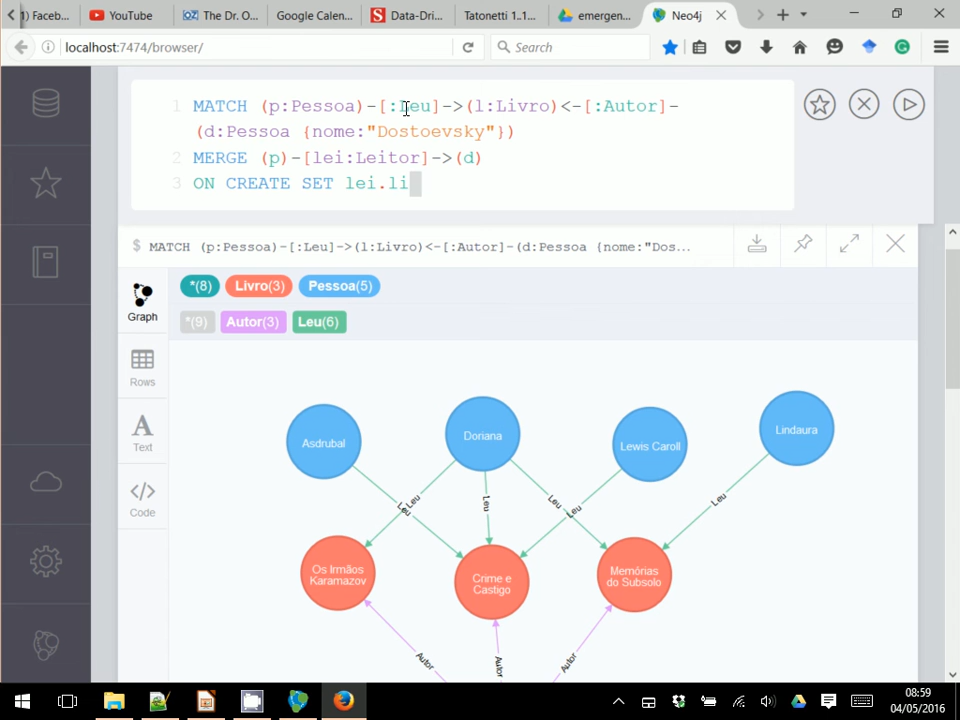 1) Faceb...
YouTube
The Dr. O...
Google Calen...
Data-Dri...
Tatonetti 1.1...
emergen...
Neo4j
localhost:7474/browser/
Search
1 MATCH (p:Pessoa)-[:Leu]->(l:Livro)<-[:Autor]-
(d:Pessoa {nome:"Dostoevsky"})
2 MERGE (p)-[lei:Leitor]->(d)
3 ON CREATE SET lei.li
$ MATCH (p:Pessoa)-[:Leu]->(l:Livro)<-[:Autor]-(d:Pessoa {nome:"Dos...
*(8) Livro(3) Pessoa(5)
*(9) Autor(3) Leu(6)
Graph
Rows
A
Text
</>
Code
Asdrubal
Doriana
Lewis Caroll
Lindaura
Leu
Leu
Leu
Leu
Leu
Leu
Os Irmãos
Karamazov
Crime e
Castigo
Memórias
do Subsolo
Autor
Autor
Autor
08:59
04/05/2016